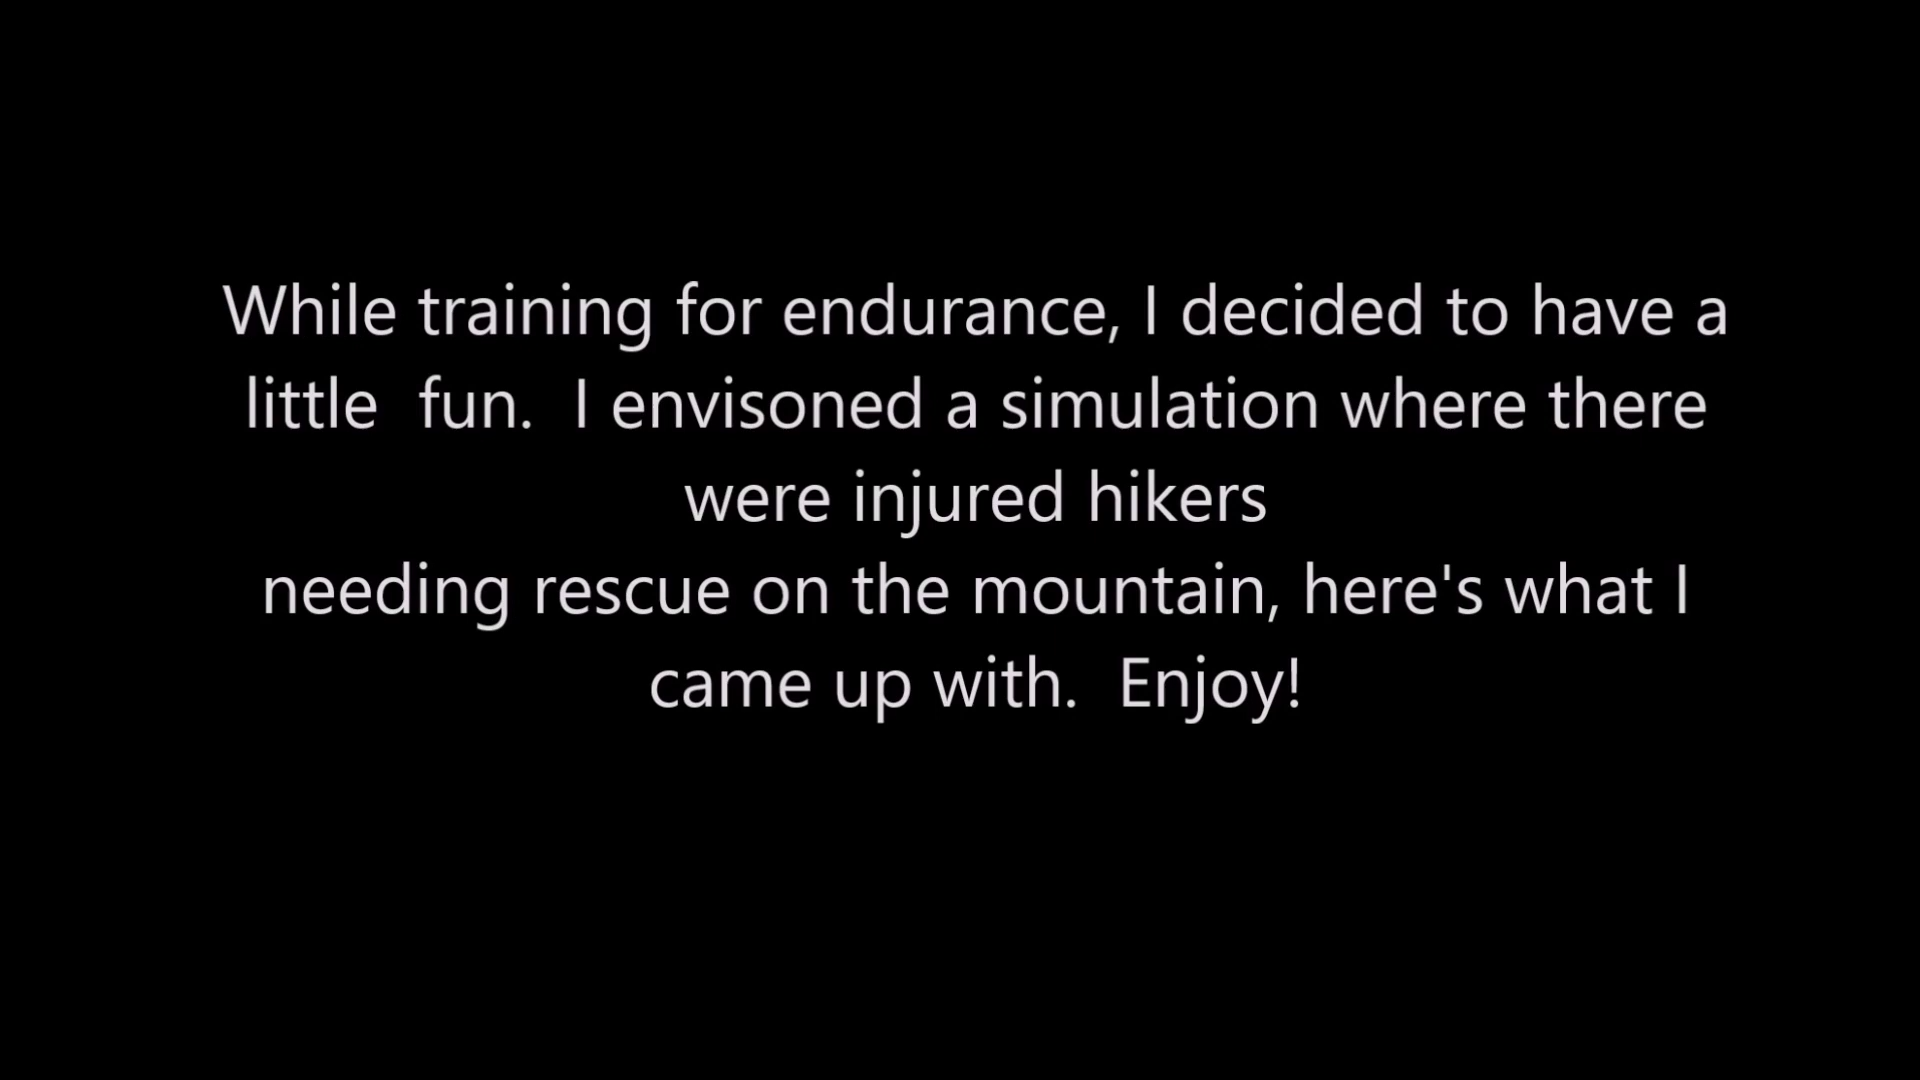 While training for endurance, I decided to have a
little  fun.  I envisoned a simulation where there
were injured hikers
needing rescue on the mountain, here's what I
came up with.  Enjoy!